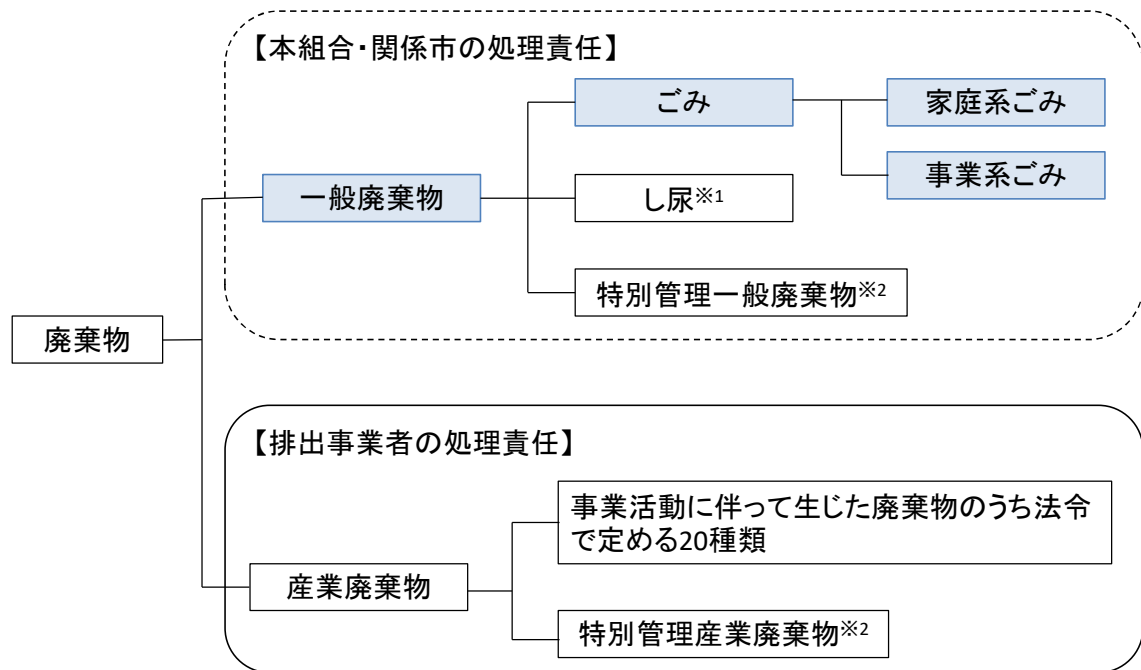 【本組合・関係市の処理責任】
ごみ
家庭系ごみ
事業系ごみ
一般廃棄物
し尿※1
特別管理一般廃棄物※2
廃棄物
【排出事業者の処理責任】
事業活動に伴って生じた廃棄物のうち法令
で定める20種類
産業廃棄物
特別管理産業廃棄物※2